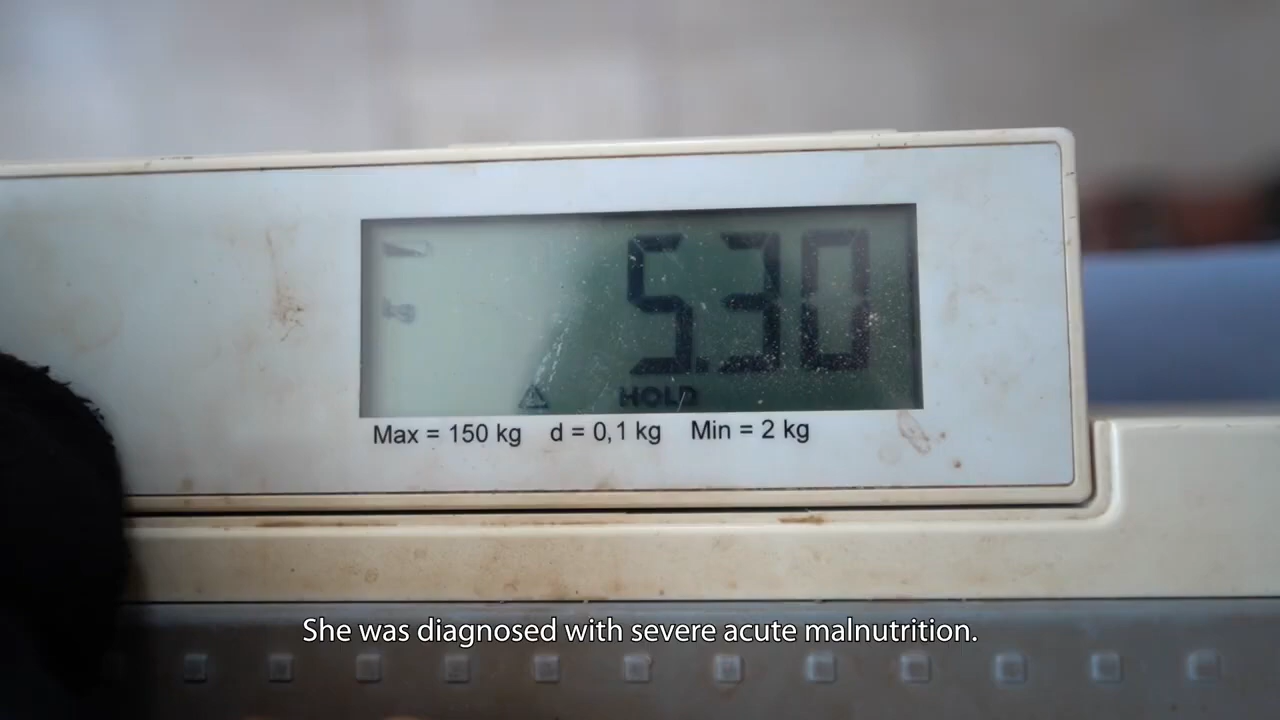 5.30
kg
HOLD
Max = 150 kg d = 0,1 kg Min = 2 kg
She was diagnosed with severe acute malnutrition.